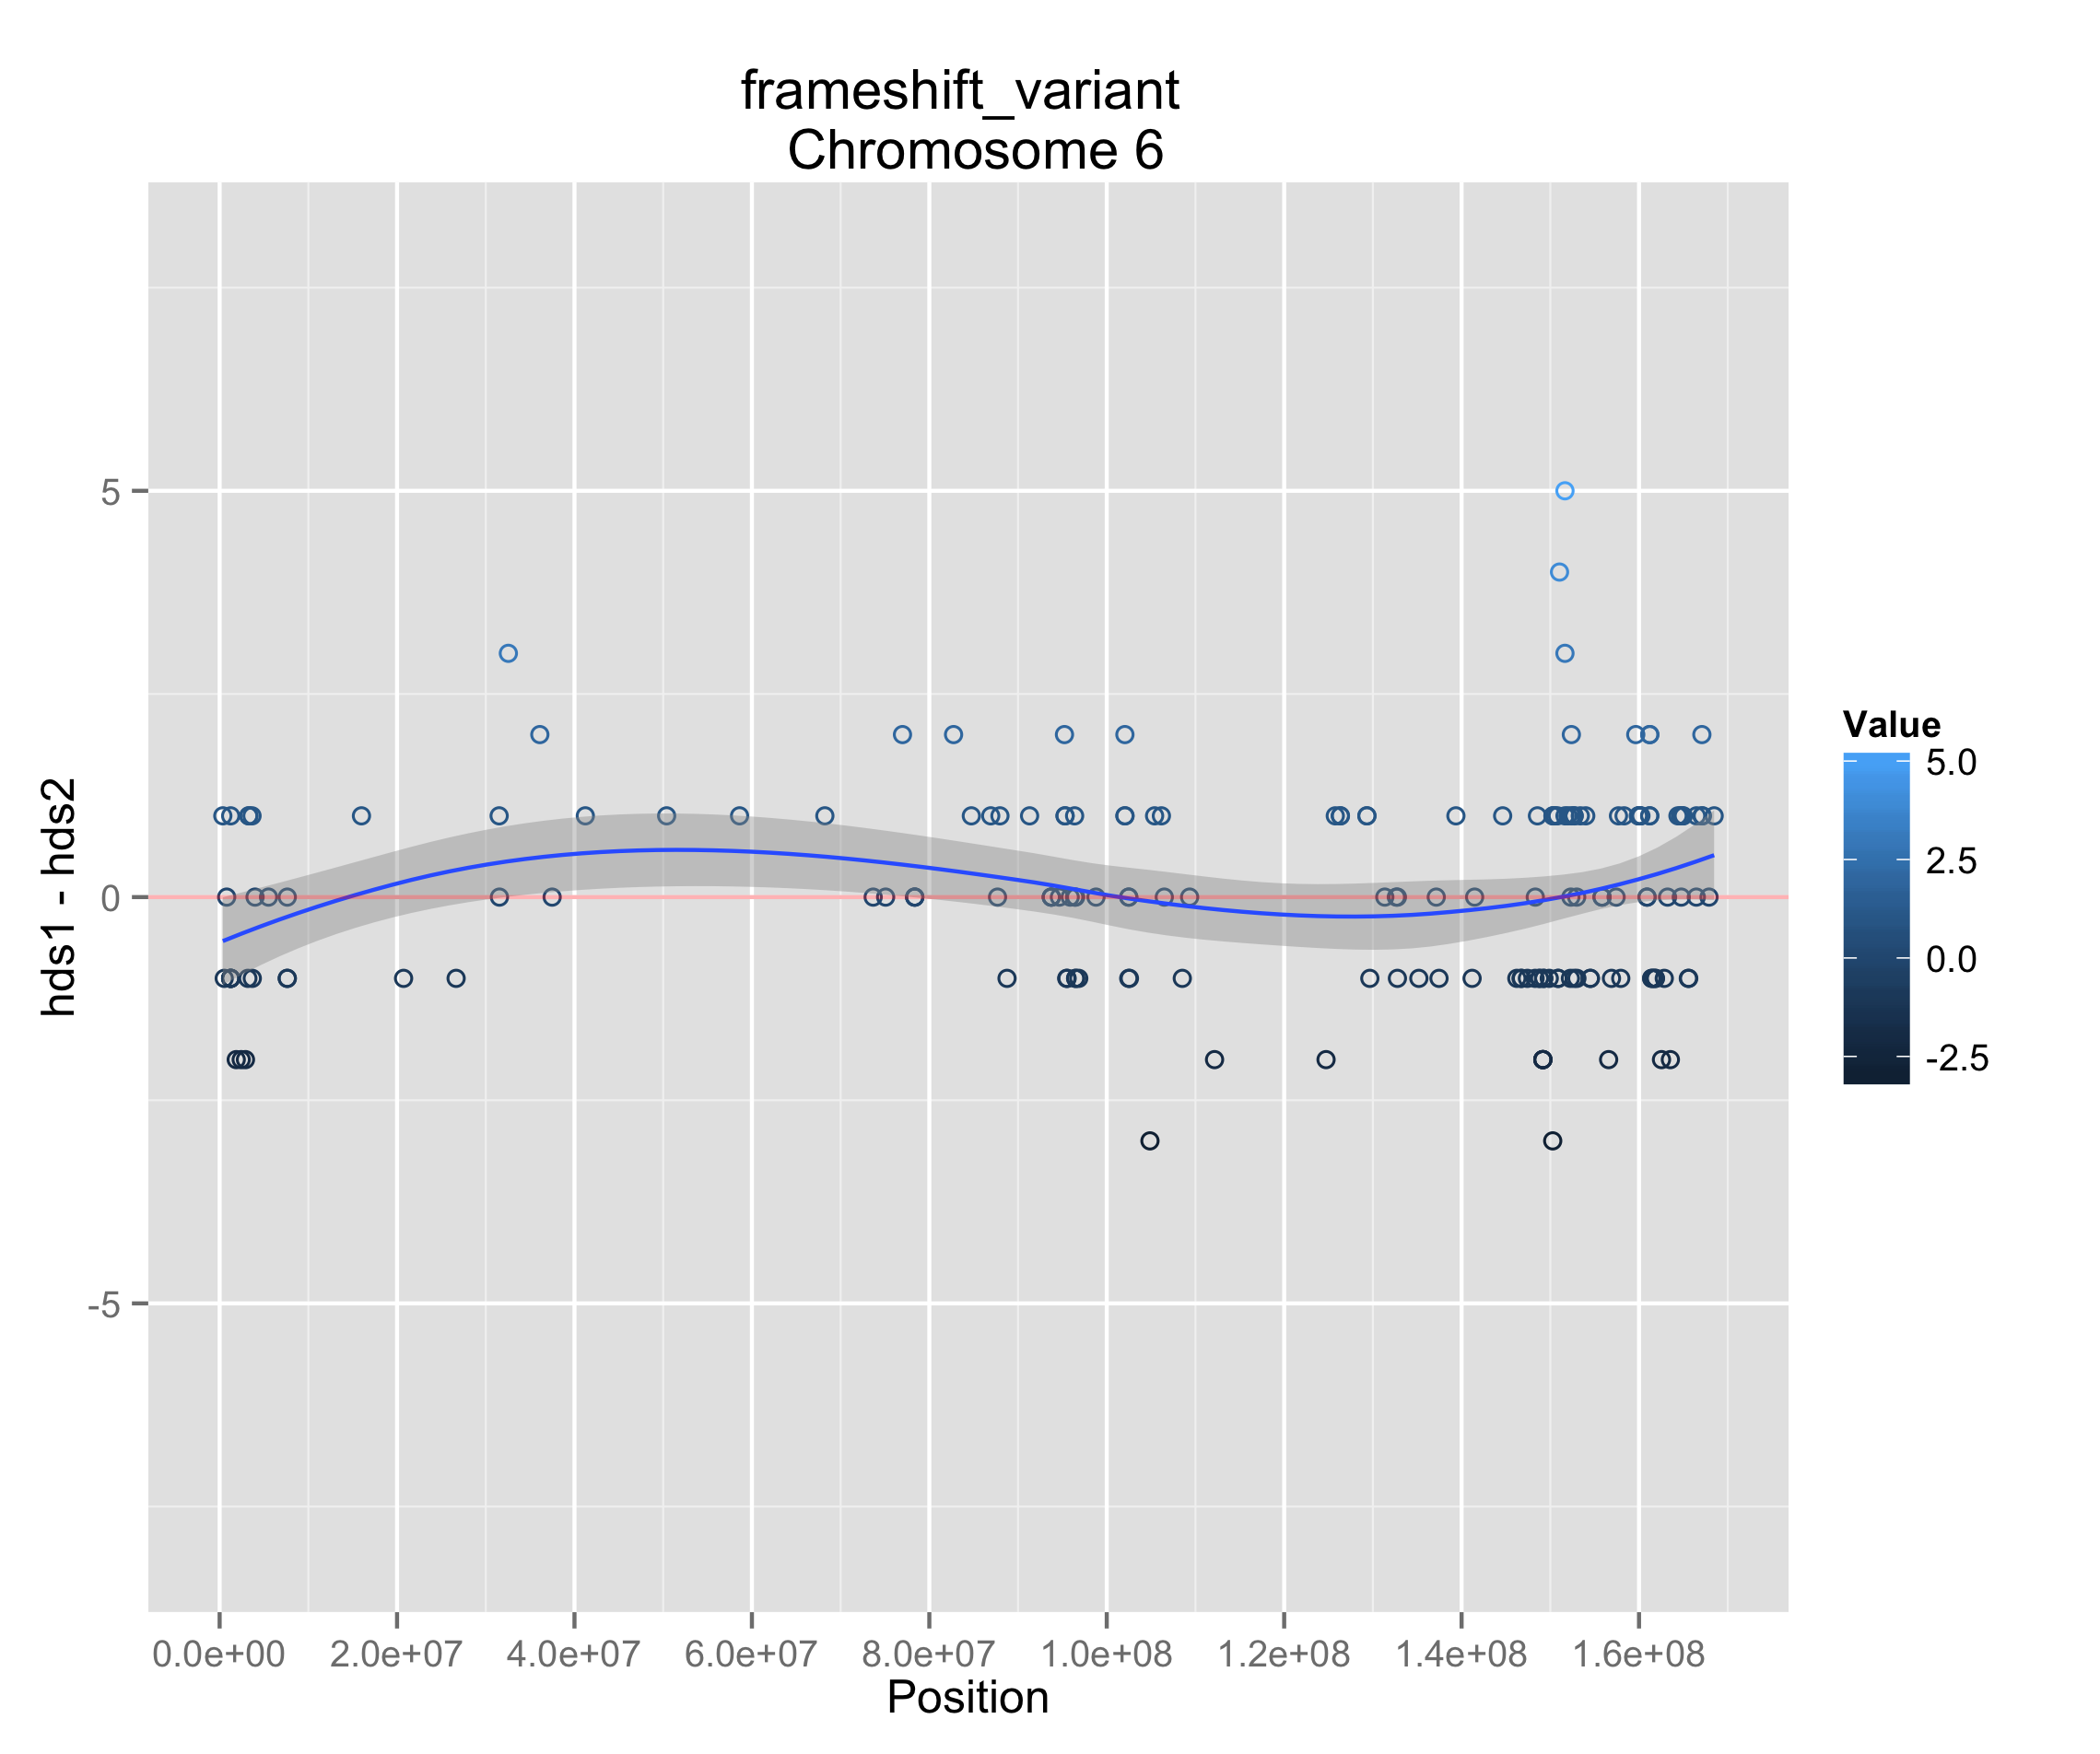 frameshift_variant
Chromosome 6
hds1 - hds2
5
0
-5
0.0e+00 2.0e+07 4.0e+07 6.0e+07 8.0e+07 1.0e+08 1.2e+08 1.4e+08 1.6e+08
Position
Value
5.0
2.5
0.0
-2.5